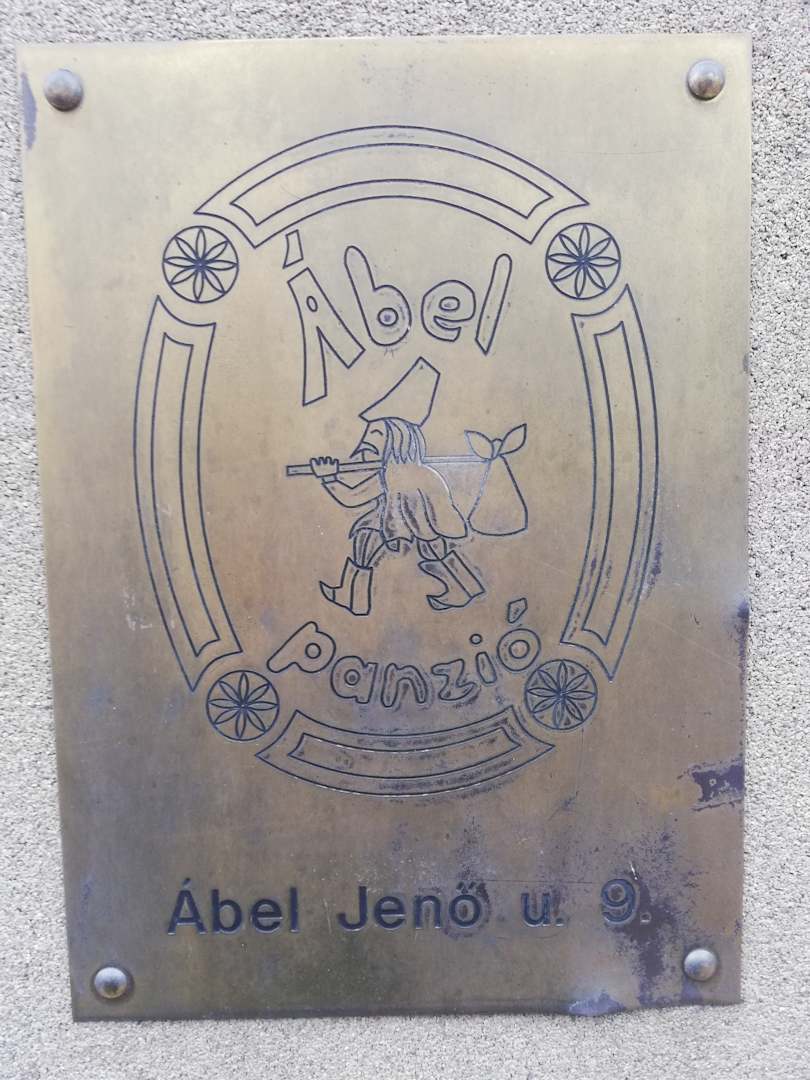 Ábel
panzió
Ábel Jenő u. 9.